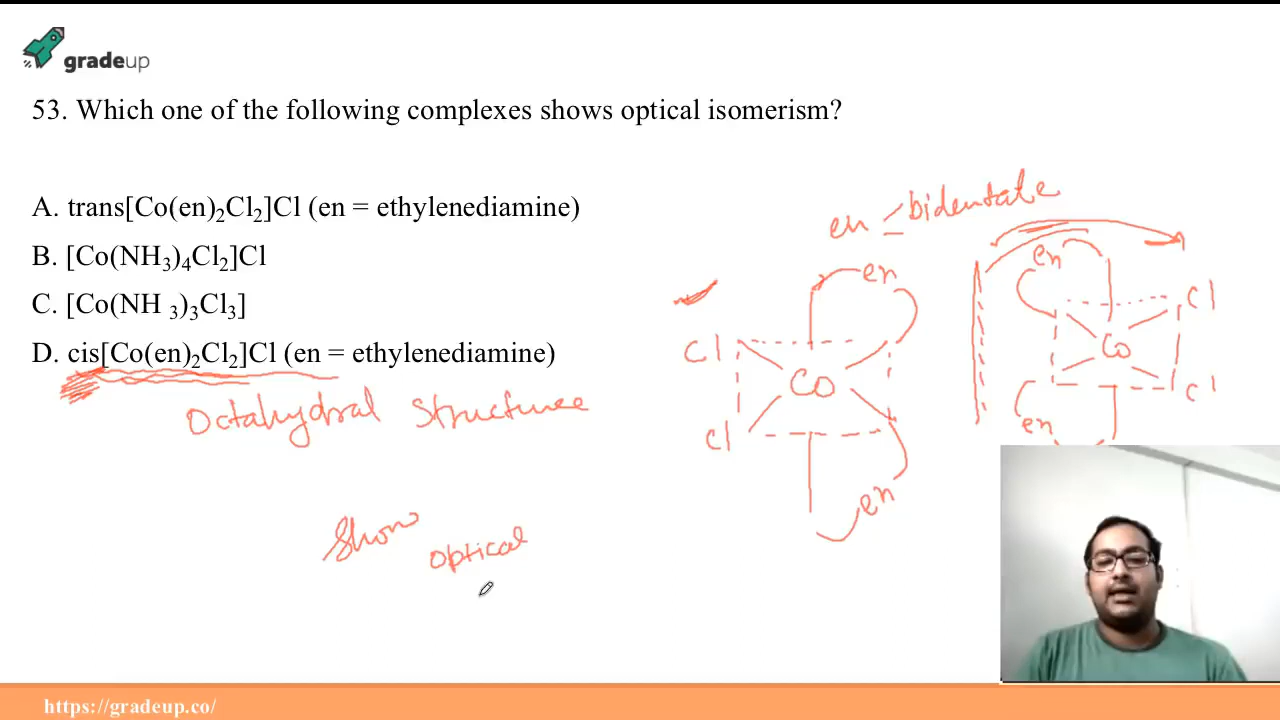 gradeup
53. Which one of the following complexes shows optical isomerism?
A. trans[Co(en)₂Cl₂]Cl (en = ethylenediamine)
B. [Co(NH₃)₄Cl₂]Cl
C. [Co(NH ₃)₃Cl₃]
D. cis[Co(en)₂Cl₂]Cl (en = ethylenediamine)
Octahydral Structure
Show
optical
en bidentate
en
Cl
CO
Cl
en
en
Cl
Co
Cl
en
https://gradeup.co/